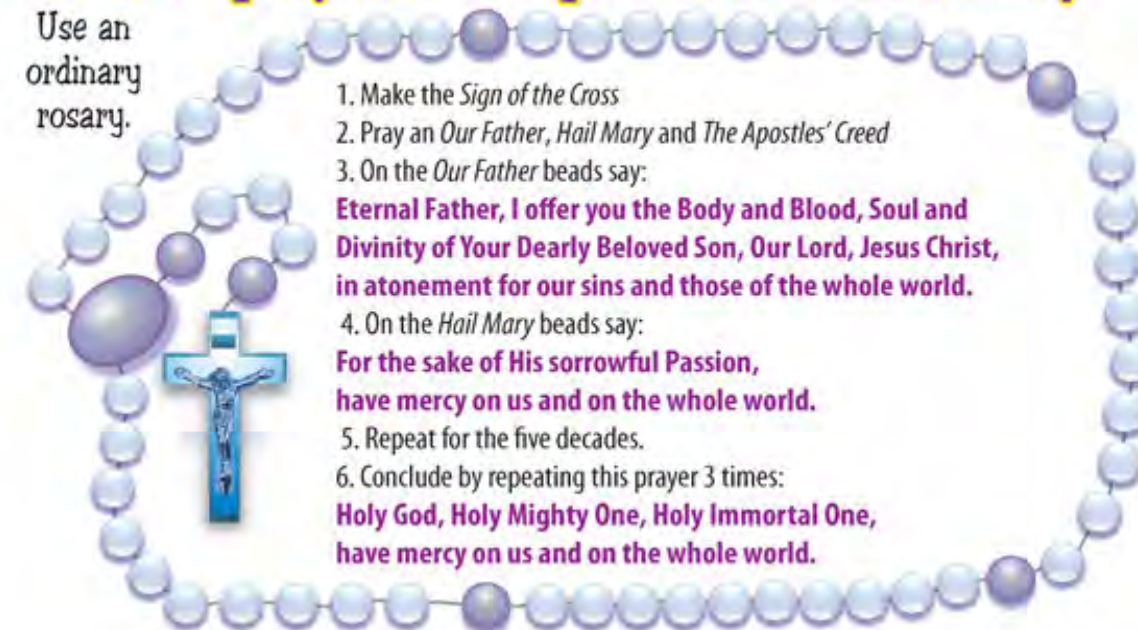 Use an
ordinary
rosary.
1. Make the Sign of the Cross
2. Pray an Our Father, Hail Mary and The Apostles' Creed
3. On the Our Father beads say:
Eternal Father, I offer you the Body and Blood, Soul and
Divinity of Your Dearly Beloved Son, Our Lord, Jesus Christ,
in atonement for our sins and those of the whole world.
4. On the Hail Mary beads say:
For the sake of His sorrowful Passion,
have mercy on us and on the whole world.
5. Repeat for the five decades.
6. Conclude by repeating this prayer 3 times:
Holy God, Holy Mighty One, Holy Immortal One,
have mercy on us and on the whole world.